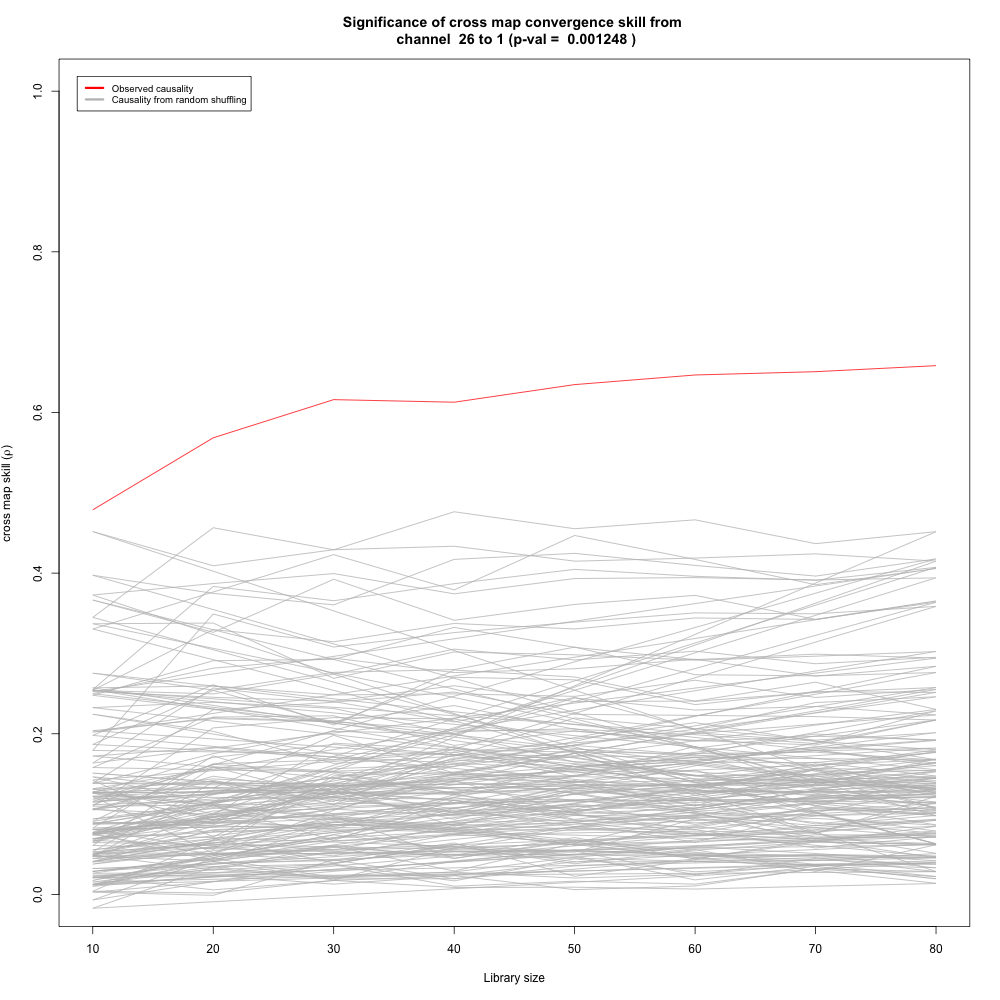 Significance of cross map convergence skill from
channel  26 to 1 (p-val =  0.001248 )
Observed causality
Causality from random shuffling
cross map skill (ρ)
1.0
0.8
0.6
0.4
0.2
0.0
10 20 30 40 50 60 70 80
Library size